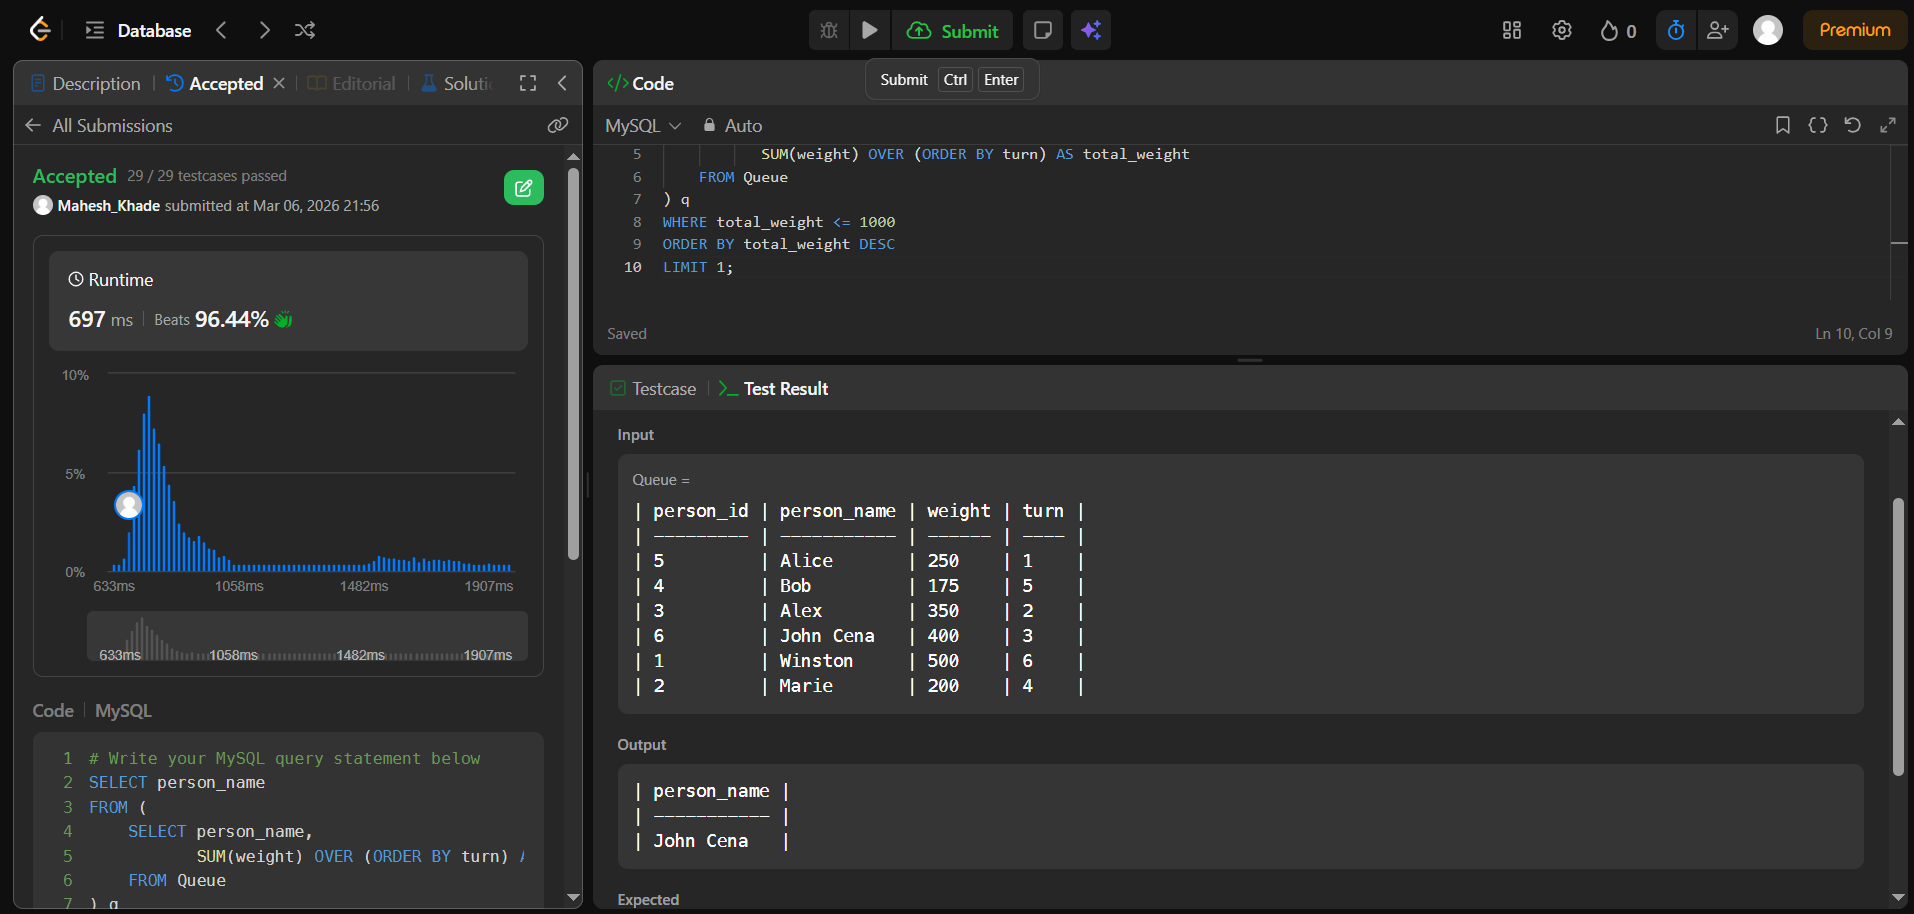 Database
Submit
0
Premium
Description
Accepted
Editorial
Soluti
All Submissions
Accepted 29 / 29 testcases passed
Mahesh_Khade submitted at Mar 06, 2026 21:56
Runtime
697 ms Beats 96.44%
10%
5%
0%
633ms 1058ms 1482ms 1907ms
633ms 1058ms 1482ms 1907ms
Code MySQL
1 # Write your MySQL query statement below
2 SELECT person_name
3 FROM (
4 SELECT person_name,
5 SUM(weight) OVER (ORDER BY turn) A
6 FROM Queue
7 ) q
</> Code
Submit Ctrl Enter
MySQL Auto
5 SUM(weight) OVER (ORDER BY turn) AS total_weight
6 FROM Queue
7 ) q
8 WHERE total_weight <= 1000
9 ORDER BY total_weight DESC
10 LIMIT 1;
Saved
Ln 10, Col 9
Testcase
Test Result
Input
Queue =
| person_id | person_name | weight | turn |
| --------- | ----------- | ------ | ---- |
| 5 | Alice | 250 | 1 |
| 4 | Bob | 175 | 5 |
| 3 | Alex | 350 | 2 |
| 6 | John Cena | 400 | 3 |
| 1 | Winston | 500 | 6 |
| 2 | Marie | 200 | 4 |
Output
| person_name |
| ----------- |
| John Cena |
Expected